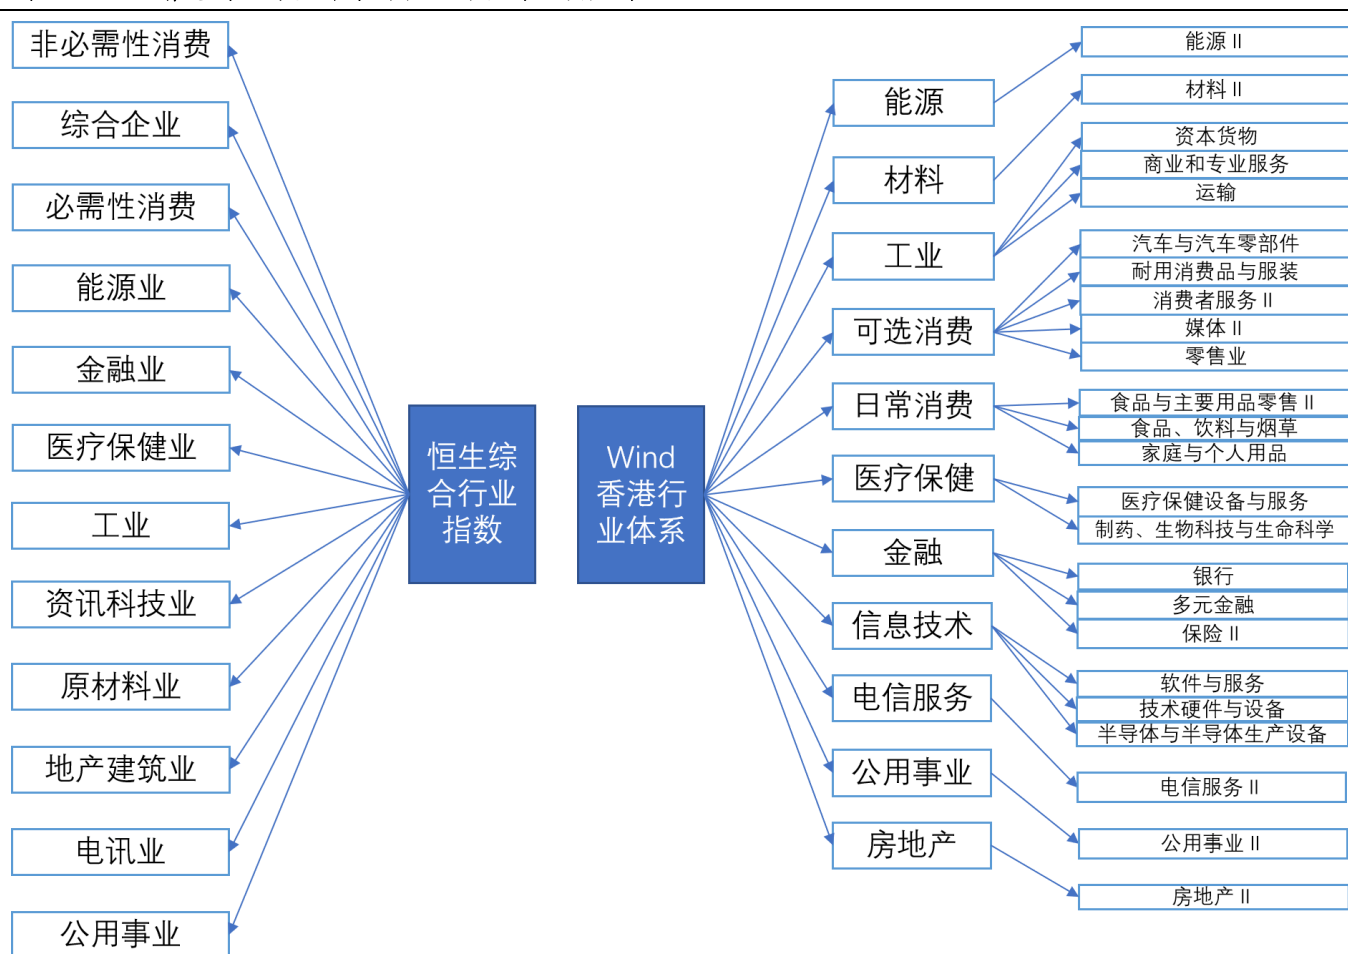 非必需性消费
综合企业
必需性消费
能源业
金融业
医疗保健业
工业
资讯科技业
原材料业
地产建筑业
电讯业
公用事业
恒生综
合行业
指数
Wind
香港行
业体系
能源
材料
工业
可选消费
日常消费
医疗保健
金融
信息技术
电信服务
公用事业
房地产
能源 II
材料 II
资本货物
商业和专业服务
运输
汽车与汽车零部件
耐用消费品与服装
消费者服务 II
媒体 II
零售业
食品与主要用品零售 II
食品、饮料与烟草
家庭与个人用品
医疗保健设备与服务
制药、生物科技与生命科学
银行
多元金融
保险 II
软件与服务
技术硬件与设备
半导体与半导体生产设备
电信服务 II
公用事业 II
房地产 II